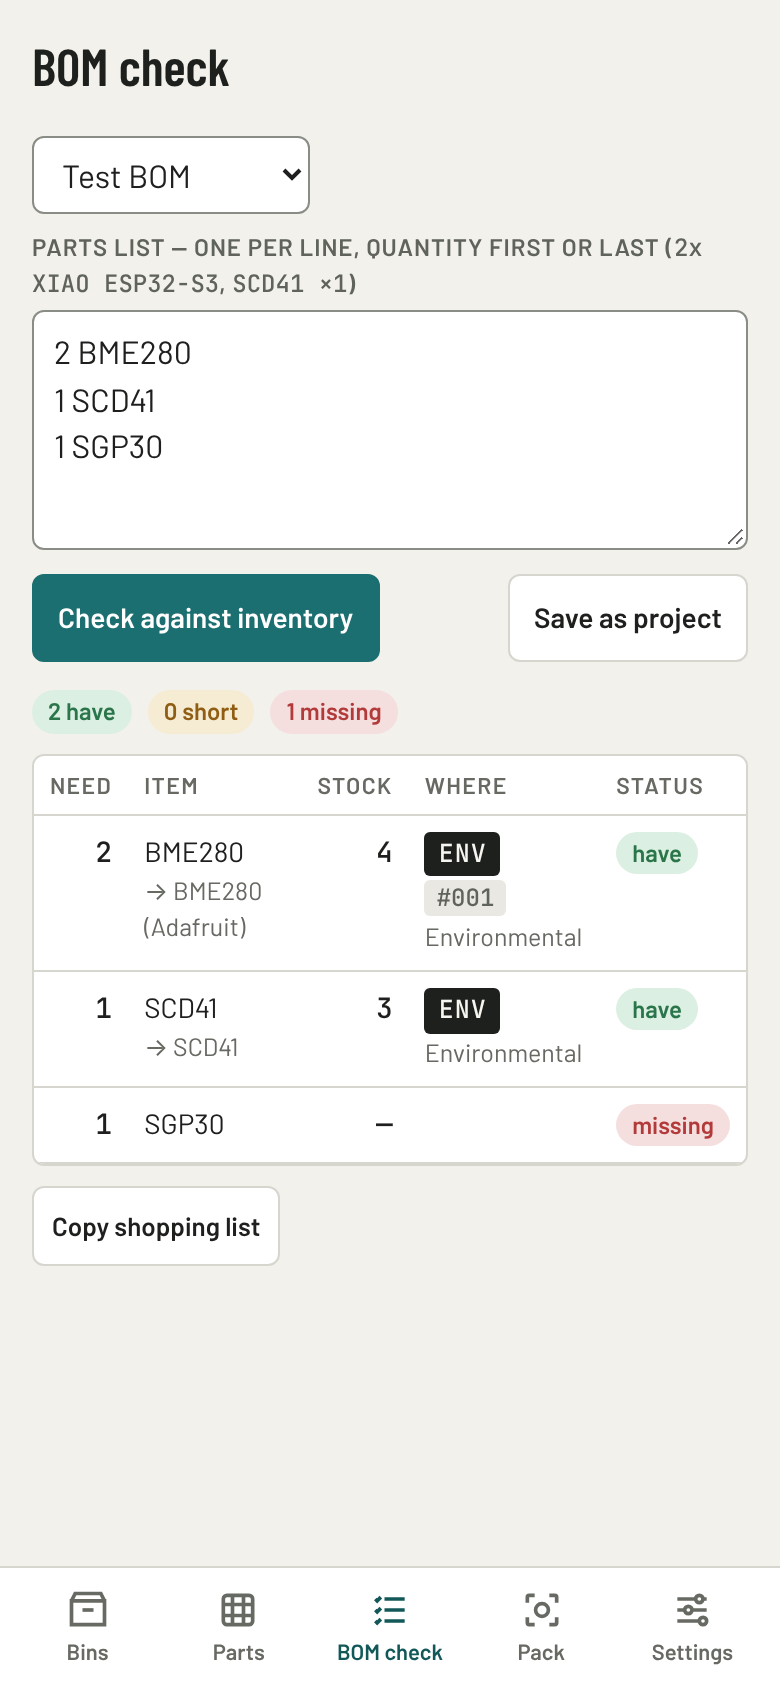 BOM check
Test BOM
PARTS LIST — ONE PER LINE, QUANTITY FIRST OR LAST (2x
XIAO ESP32-S3, SCD41 ×1)
2 BME280
1 SCD41
1 SGP30
Check against inventory
Save as project
2 have
0 short
1 missing
NEED ITEM STOCK WHERE STATUS
2 BME280 4 ENV have
→ BME280 #001
(Adafruit) Environmental
1 SCD41 3 ENV have
→ SCD41 Environmental
1 SGP30 — missing
Copy shopping list
Bins
Parts
BOM check
Pack
Settings